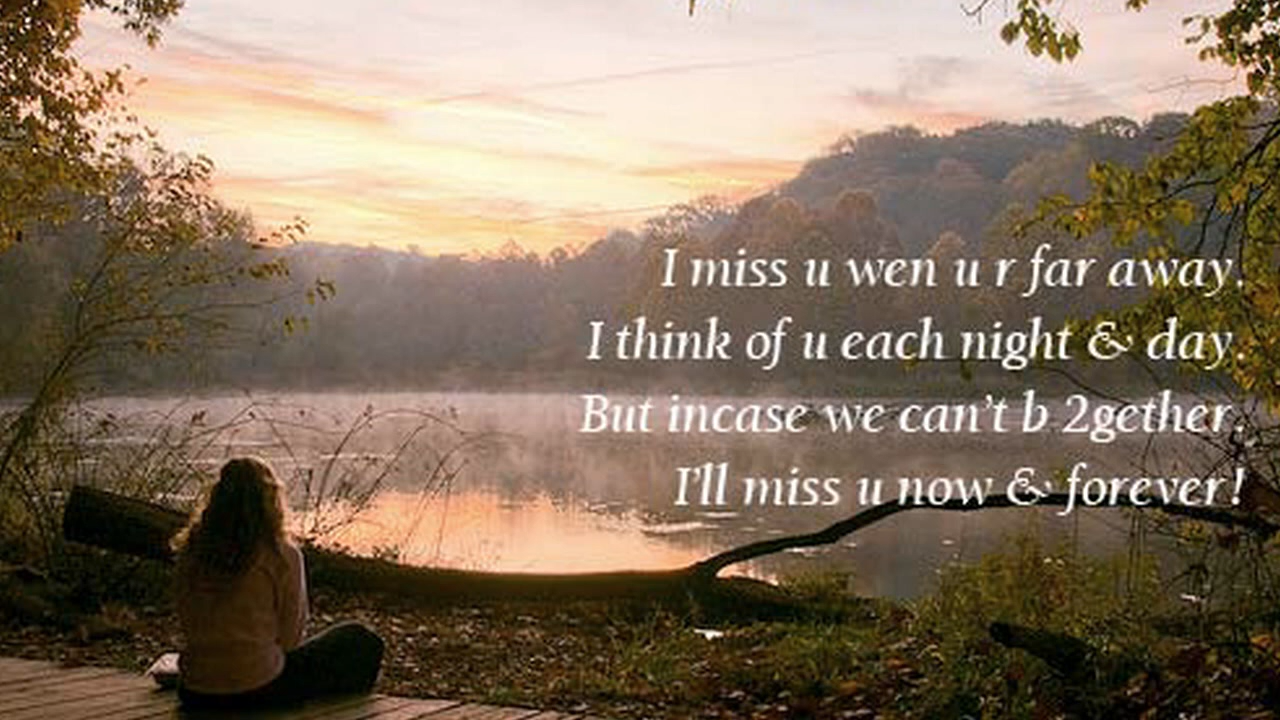 I miss u wen u r far away.
I think of u each night & day.
But incase we can't b 2gether.
I'll miss u now & forever!